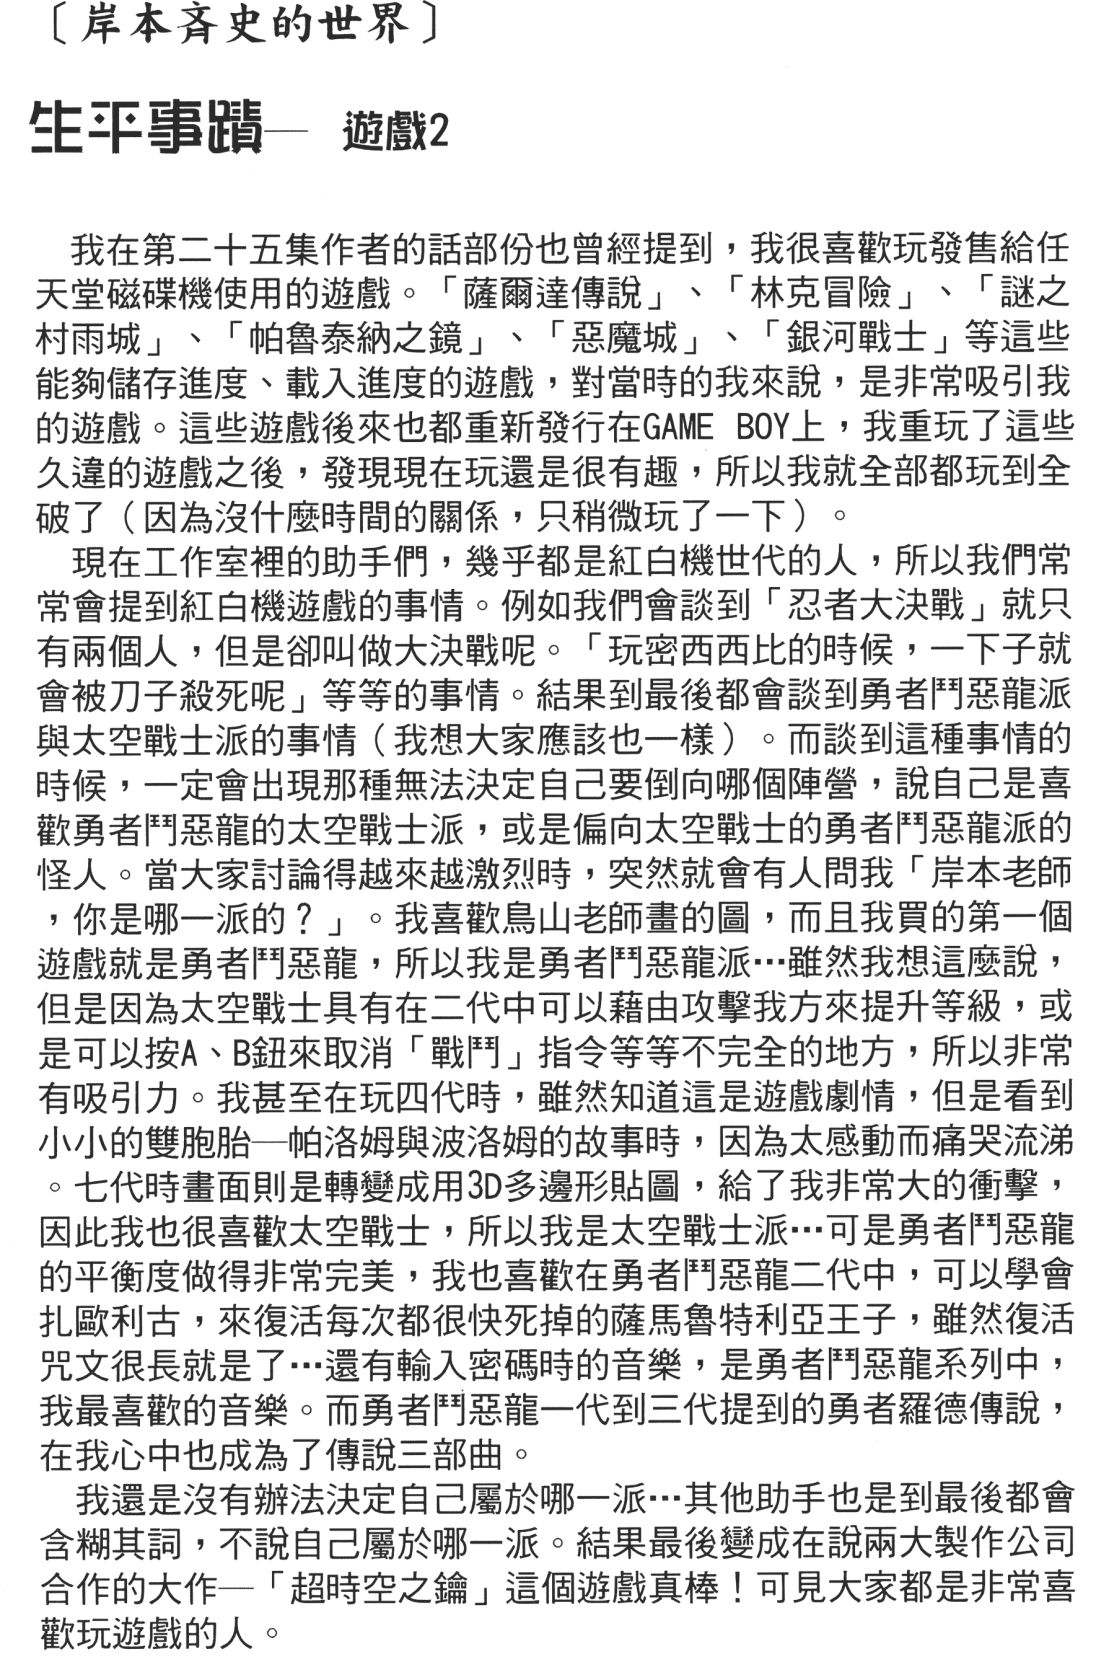 〔岸本斉史的世界〕
生平事蹟── 遊戲2
我在第二十五集作者的話部份也曾經提到，我很喜歡玩發售給任
天堂磁碟機使用的遊戲。「薩爾達傳說」、「林克冒險」、「謎之
村雨城」、「帕魯泰納之鏡」、「惡魔城」、「銀河戰士」等這些
能夠儲存進度、載入進度的遊戲，對當時的我來說，是非常吸引我
的遊戲。這些遊戲後來也都重新發行在GAME BOY上，我重玩了這些
久違的遊戲之後，發現現在玩還是很有趣，所以我就全部都玩到全
破了（因為沒什麼時間的關係，只稍微玩了一下）。
現在工作室裡的助手們，幾乎都是紅白機世代的人，所以我們常
常會提到紅白機遊戲的事情。例如我們會談到「忍者大決戰」就只
有兩個人，但是卻叫做大決戰呢。「玩密西西比的時候，一下子就
會被刀子殺死呢」等等的事情。結果到最後都會談到勇者鬥惡龍派
與太空戰士派的事情（我想大家應該也一樣）。而談到這種事情的
時候，一定會出現那種無法決定自己要倒向哪個陣營，說自己是喜
歡勇者鬥惡龍的太空戰士派，或是偏向太空戰士的勇者鬥惡龍派的
怪人。當大家討論得越來越激烈時，突然就會有人問我「岸本老師
，你是哪一派的？」。我喜歡鳥山老師畫的圖，而且我買的第一個
遊戲就是勇者鬥惡龍，所以我是勇者鬥惡龍派…雖然我想這麼說，
但是因為太空戰士具有在二代中可以藉由攻擊我方來提升等級，或
是可以按A、B鈕來取消「戰鬥」指令等等不完全的地方，所以非常
有吸引力。我甚至在玩四代時，雖然知道這是遊戲劇情，但是看到
小小的雙胞胎─帕洛姆與波洛姆的故事時，因為太感動而痛哭流涕
。七代時畫面則是轉變成用3D多邊形貼圖，給了我非常大的衝擊，
因此我也很喜歡太空戰士，所以我是太空戰士派…可是勇者鬥惡龍
的平衡度做得非常完美，我也喜歡在勇者鬥惡龍二代中，可以學會
扎歐利古，來復活每次都很快死掉的薩馬魯特利亞王子，雖然復活
咒文很長就是了…還有輸入密碼時的音樂，是勇者鬥惡龍系列中，
我最喜歡的音樂。而勇者鬥惡龍一代到三代提到的勇者羅德傳說，
在我心中也成為了傳說三部曲。
我還是沒有辦法決定自己屬於哪一派…其他助手也是到最後都會
含糊其詞，不說自己屬於哪一派。結果最後變成在說兩大製作公司
合作的大作─「超時空之鑰」這個遊戲真棒！可見大家都是非常喜
歡玩遊戲的人。